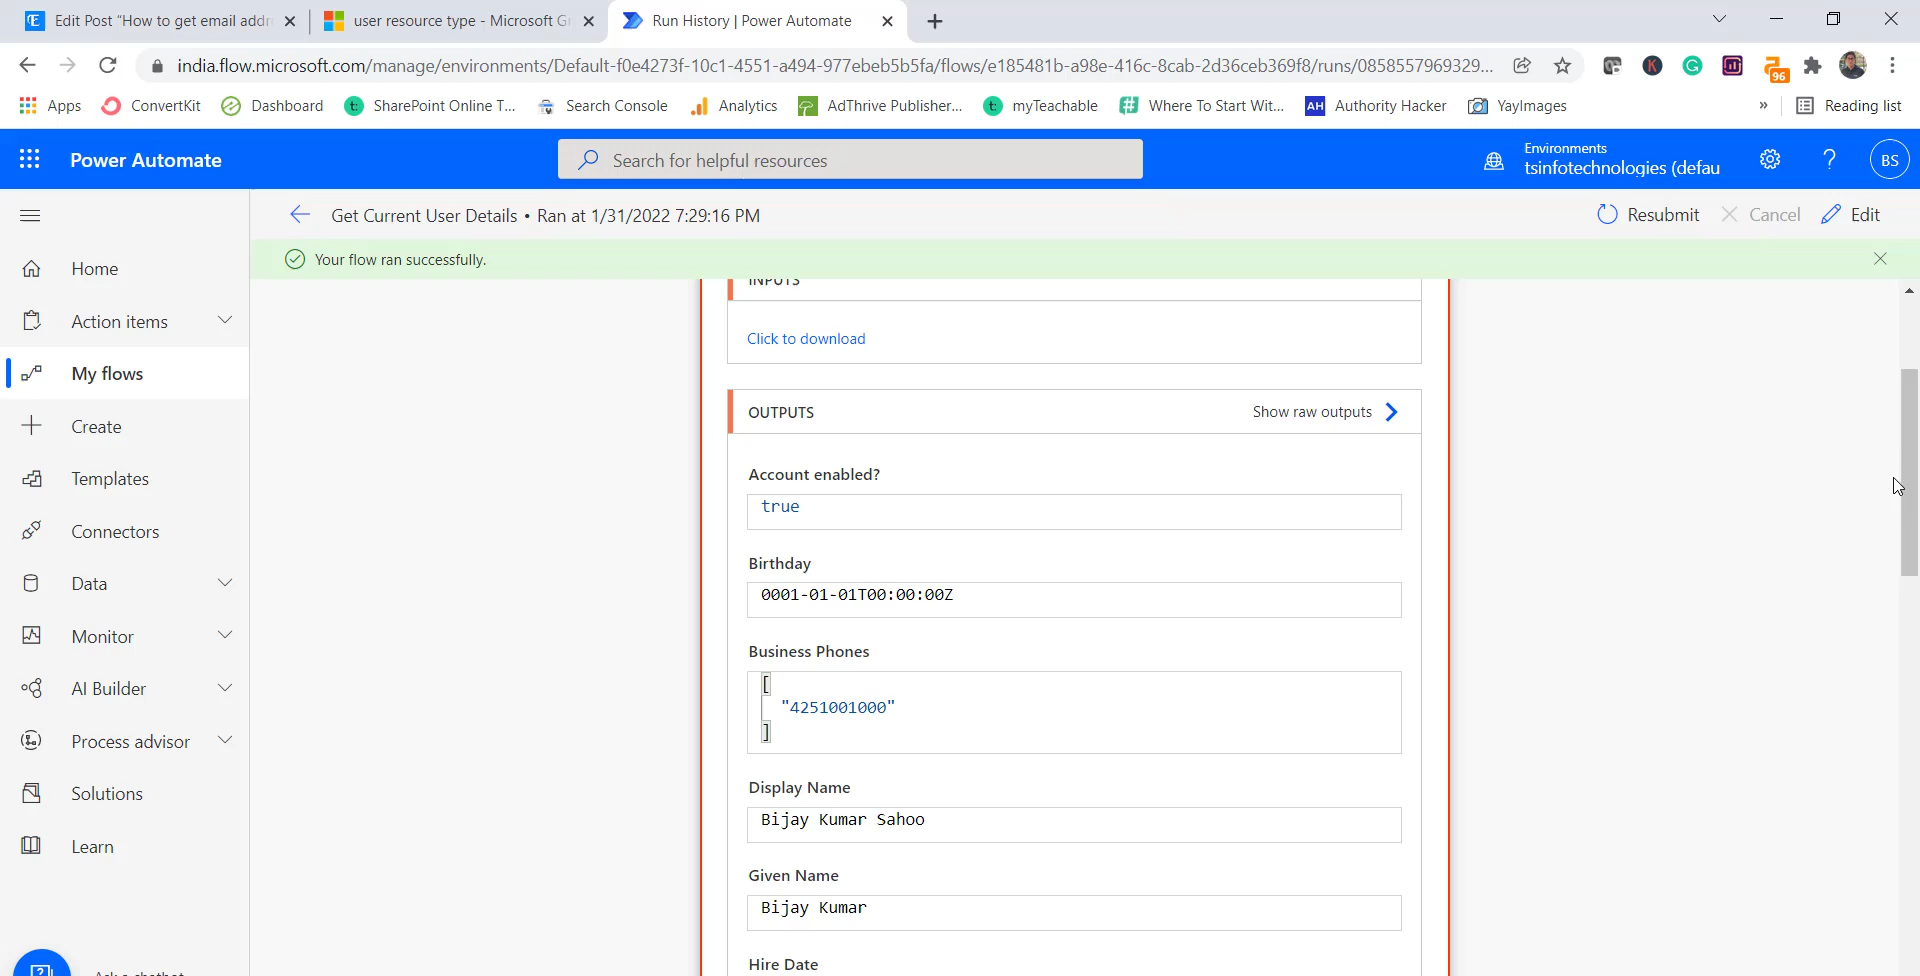 Edit Post "How to get email addr
user resource type - Microsoft G
Run History | Power Automate
india.flow.microsoft.com/manage/environments/Default-f0e4273f-10c1-4551-a494-977ebeb5b5fa/flows/e185481b-a98e-416c-8cab-2d36ceb369f8/runs/0858557969329...
96
Apps
ConvertKit
Dashboard
SharePoint Online T...
Search Console
Analytics
AdThrive Publisher...
myTeachable
Where To Start Wit...
AH
Authority Hacker
YayImages
»
Reading list
Power Automate
Search for helpful resources
Environments
tsinfotechnologies (defau
BS
Get Current User Details • Ran at 1/31/2022 7:29:16 PM
Resubmit
Cancel
Edit
Your flow ran successfully.
Home
Action items
My flows
Create
Templates
Connectors
Data
Monitor
AI Builder
Process advisor
Solutions
Learn
Ask a chatbot
INPUTS
Click to download
OUTPUTS
Show raw outputs
Account enabled?
true
Birthday
0001-01-01T00:00:00Z
Business Phones
[
"4251001000"
]
Display Name
Bijay Kumar Sahoo
Given Name
Bijay Kumar
Hire Date